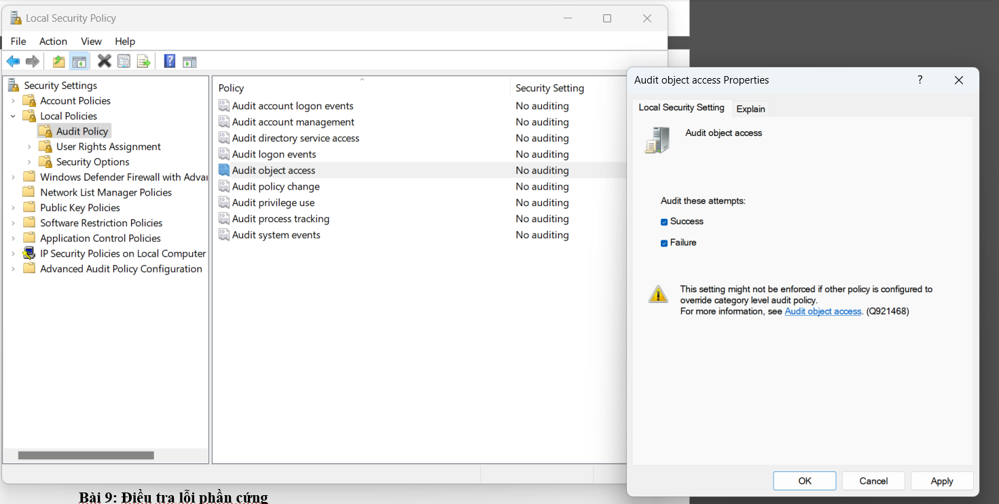 Local Security Policy
File Action View Help
Security Settings
Account Policies
Local Policies
Audit Policy
User Rights Assignment
Security Options
Windows Defender Firewall with Adva
Network List Manager Policies
Public Key Policies
Software Restriction Policies
Application Control Policies
IP Security Policies on Local Computer
Advanced Audit Policy Configuration
Policy Security Setting
Audit account logon events No auditing
Audit account management No auditing
Audit directory service access No auditing
Audit logon events No auditing
Audit object access No auditing
Audit policy change No auditing
Audit privilege use No auditing
Audit process tracking No auditing
Audit system events No auditing
Audit object access Properties
Local Security Setting Explain
Audit object access
Audit these attempts:
Success
Failure
This setting might not be enforced if other policy is configured to
override category level audit policy.
For more information, see Audit object access. (Q921468)
OK Cancel Apply
Bài 9: Điều tra lỗi phần cứng